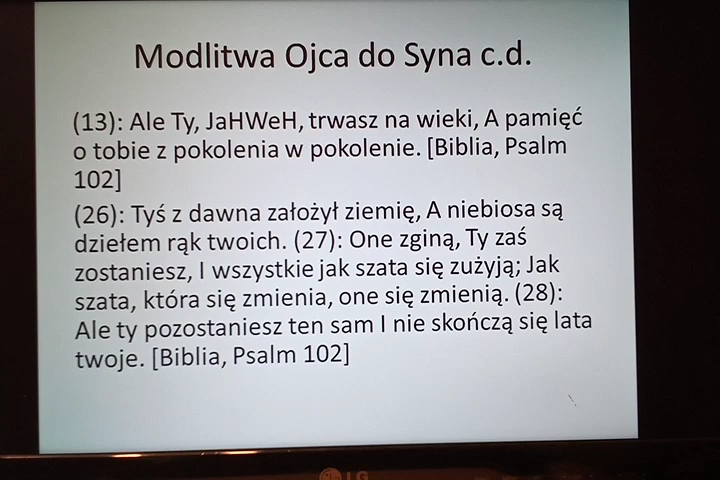 Modlitwa Ojca do Syna c.d.
(13): Ale Ty, JaHWeH, trwasz na wieki, A pamięć
o tobie z pokolenia w pokolenie. [Biblia, Psalm
102]
(26): Tyś z dawna założył ziemię, A niebiosa są
dziełem rąk twoich. (27): One zginą, Ty zaś
zostaniesz, I wszystkie jak szata się zużyją; Jak
szata, która się zmienia, one się zmienią. (28):
Ale ty pozostaniesz ten sam I nie skończą się lata
twoje. [Biblia, Psalm 102]
LG